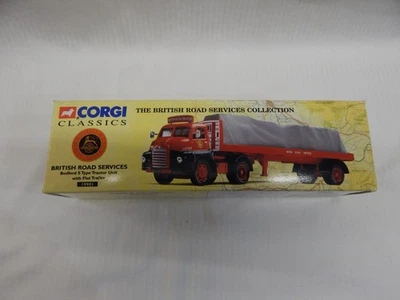 CORGI
CLASSICS
THE BRITISH ROAD SERVICES COLLECTION
BRITISH ROAD SERVICES
Bedford S Type Tractor Unit
with Flat Trailer